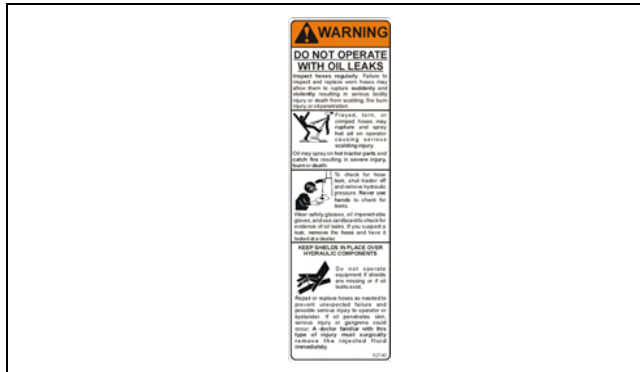 WARNING
DO NOT OPERATE
WITH OIL LEAKS
Inspect hoses regularly. Failure to
inspect and replace worn hoses may
allow them to rupture suddenly and
violently resulting in serious bodily
injury or death from scalding, fire burn
injury, or oil penetration.
Frayed, torn, or
crimped hoses may
rupture and spray
hot oil on operator
causing serious
scalding injury.
Oil may spray on hot tractor parts and
catch fire resulting in severe injury,
burn or death
To check for hose
leak, shut tractor off
and remove hydraulic
pressure. Never use
hands to check for
leaks.
Wear safety glasses, oil impenetrable
gloves, and use cardboard to check for
evidence of oil leaks. If you suspect a
leak, remove the hose and have it
tested at a dealer.
KEEP SHIELDS IN PLACE OVER
HYDRAULIC COMPONENTS
Do not operate
equipment if shields
are missing or if oil
leaks exist.
Repair or replace hoses as needed to
prevent unexpected failure and
possible serious injury to operator or
bystander. If oil penetrates skin,
serious injury or gangrene could
occur. A doctor familiar with this
type of injury must surgically
remove the injected fluid
immediately.